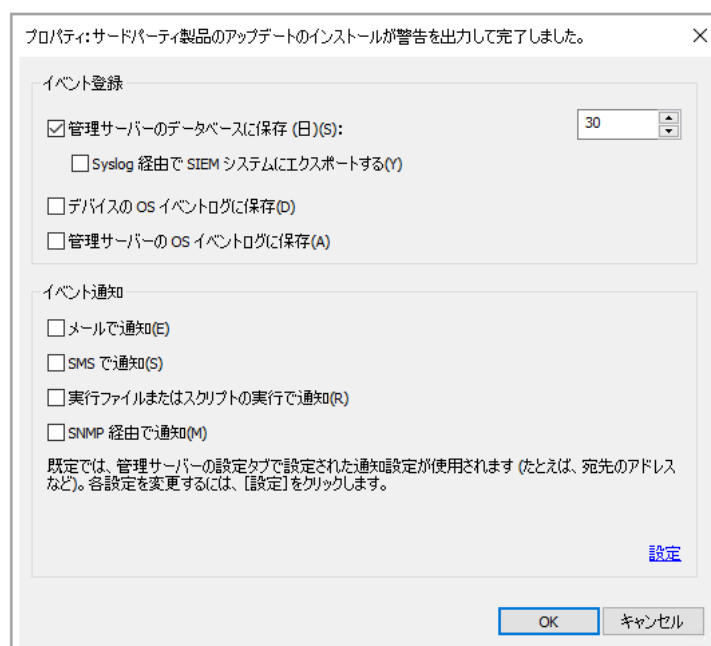 プロパティ:サードパーティ製品のアップデートのインストールが警告を出力して完了しました。
イベント登録
管理サーバーのデータベースに保存 (日)(S):
30
Syslog 経由で SIEM システムにエクスポートする(Y)
デバイスの OS イベントログに保存(D)
管理サーバーの OS イベントログに保存(A)
イベント通知
メールで通知(E)
SMS で通知(S)
実行ファイルまたはスクリプトの実行で通知(R)
SNMP 経由で通知(M)
既定では、管理サーバーの設定タブで設定された通知設定が使用されます (たとえば、宛先のアドレス
など)。各設定を変更するには、[設定]をクリックします。
設定
OK
キャンセル